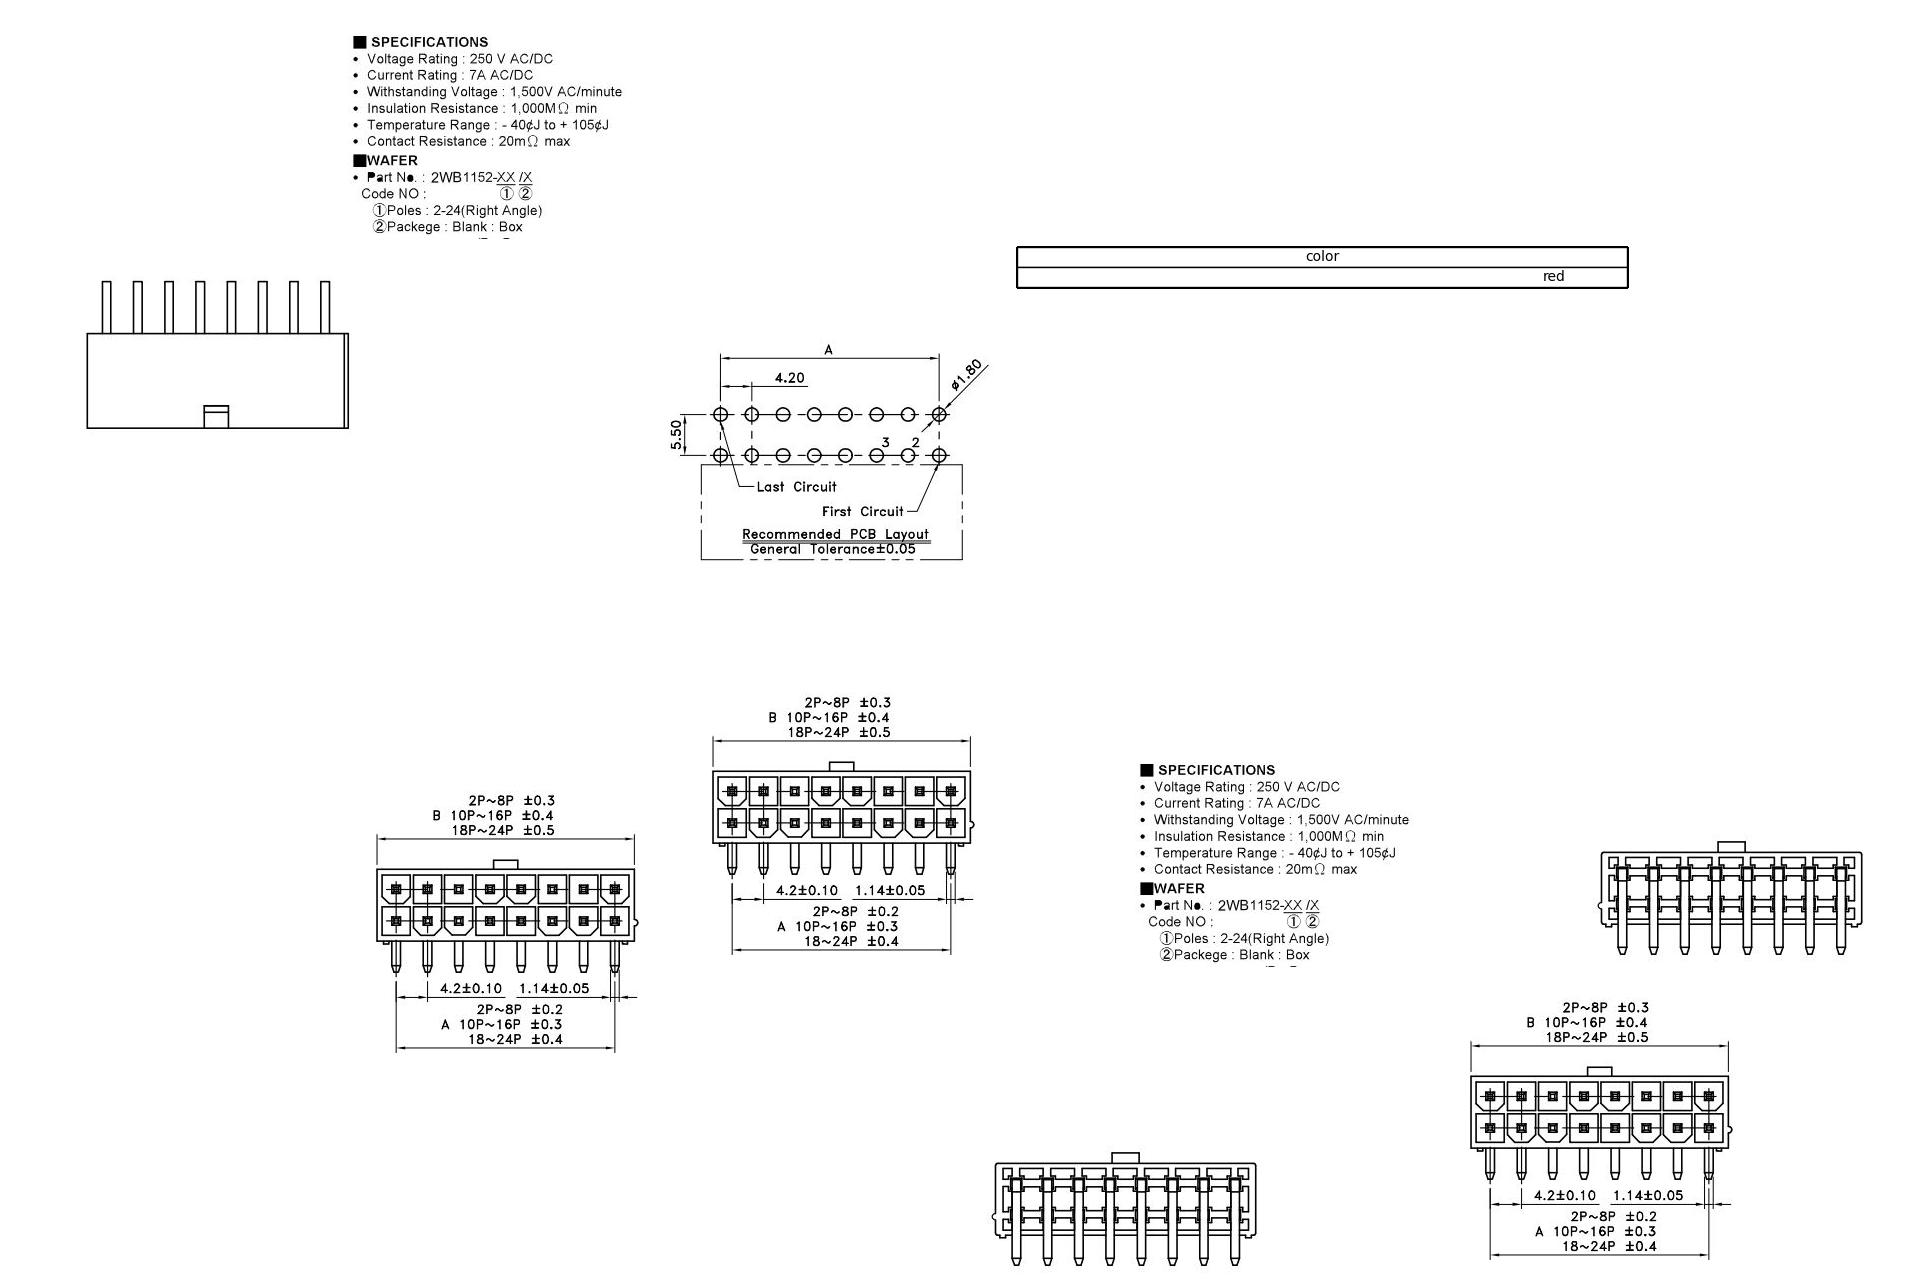 ■ SPECIFICATIONS
• Voltage Rating : 250 V AC/DC
• Current Rating : 7A AC/DC
• Withstanding Voltage : 1,500V AC/minute
• Insulation Resistance : 1,000MΩ min
• Temperature Range : - 40¢J to + 105¢J
• Contact Resistance : 20mΩ max
■WAFER
• Part No. : 2WB1152-XX /X
Code NO : ① ②
①Poles : 2-24(Right Angle)
②Packege : Blank : Box
color
red
A
4.20
ø1.80
5.50
3 2
Last Circuit
First Circuit
Recommended PCB Layout
General Tolerance±0.05
2P~8P ±0.3
B 10P~16P ±0.4
18P~24P ±0.5
4.2±0.10 1.14±0.05
2P~8P ±0.2
A 10P~16P ±0.3
18~24P ±0.4
2P~8P ±0.3
B 10P~16P ±0.4
18P~24P ±0.5
4.2±0.10 1.14±0.05
2P~8P ±0.2
A 10P~16P ±0.3
18~24P ±0.4
■ SPECIFICATIONS
• Voltage Rating : 250 V AC/DC
• Current Rating : 7A AC/DC
• Withstanding Voltage : 1,500V AC/minute
• Insulation Resistance : 1,000MΩ min
• Temperature Range : - 40¢J to + 105¢J
• Contact Resistance : 20mΩ max
■WAFER
• Part No. : 2WB1152-XX /X
Code NO : ① ②
①Poles : 2-24(Right Angle)
②Packege : Blank : Box
2P~8P ±0.3
B 10P~16P ±0.4
18P~24P ±0.5
4.2±0.10 1.14±0.05
2P~8P ±0.2
A 10P~16P ±0.3
18~24P ±0.4